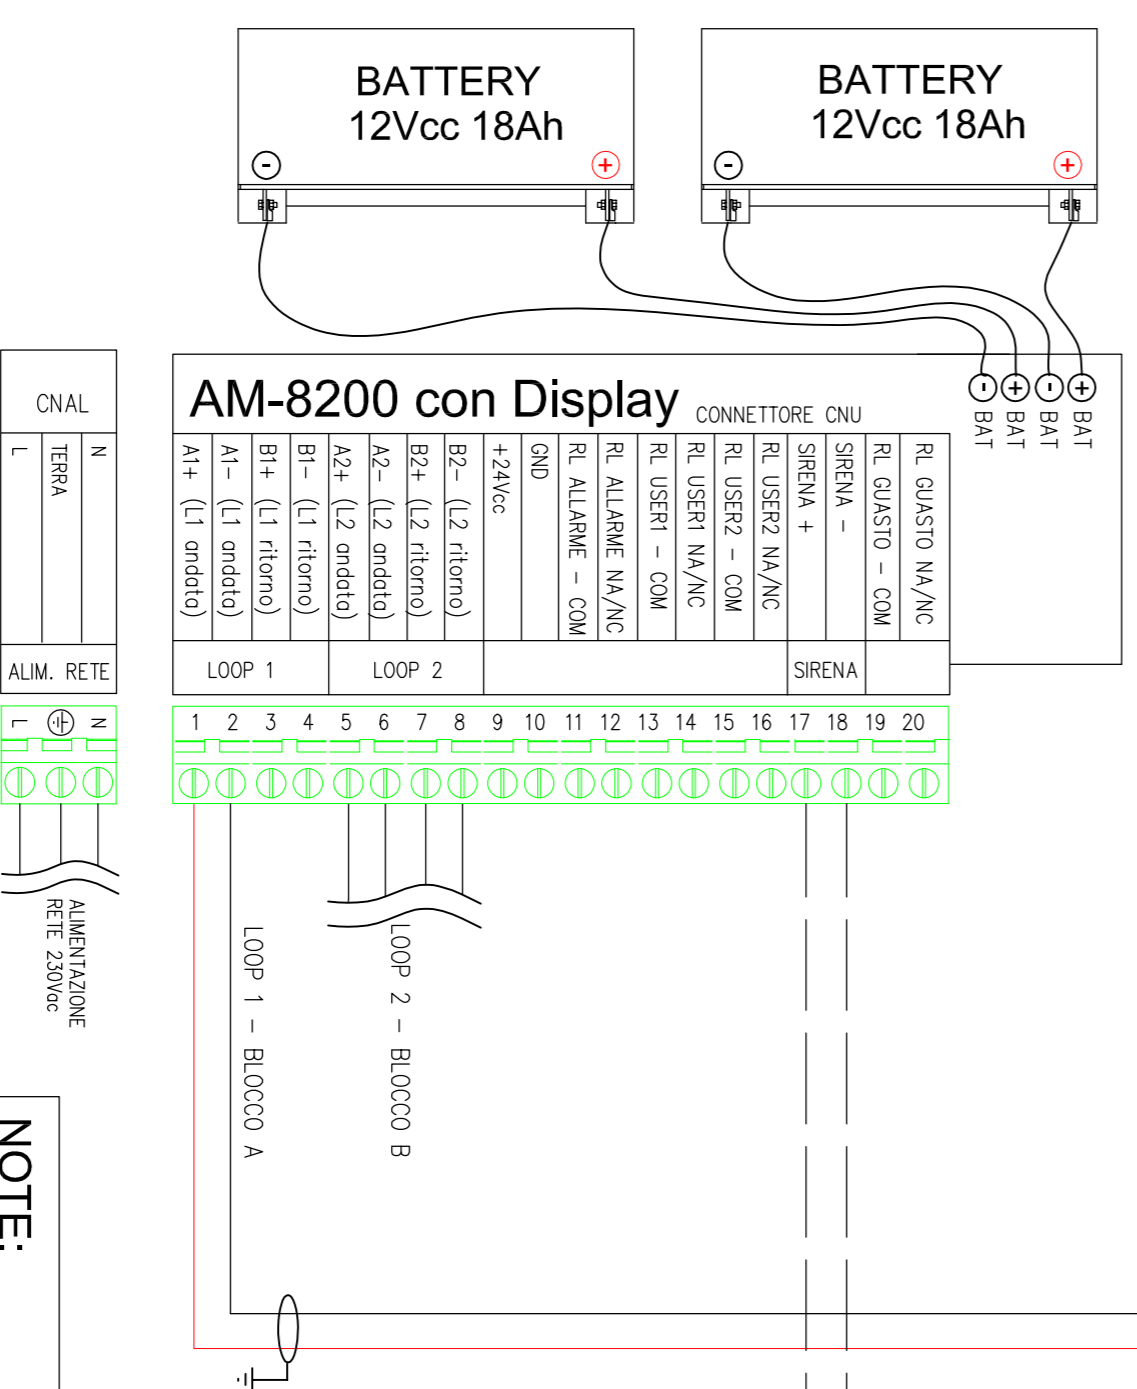 BATTERY
12Vcc 18Ah
-
+
BATTERY
12Vcc 18Ah
-
+
AM-8200 con Display
CONNETTORE CNU
- + - +
BAT
BAT
BAT
BAT
CNAL
L
TERRA
N
ALIM. RETE
A1+ (L1 andata)
A1- (L1 andata)
B1+ (L1 ritorno)
B1- (L1 ritorno)
A2+ (L2 andata)
A2- (L2 andata)
B2+ (L2 ritorno)
B2- (L2 ritorno)
+24Vcc
GND
RL ALLARME - COM
RL ALLARME NA/NC
RL USER1 - COM
RL USER1 NA/NC
RL USER2 - COM
RL USER2 NA/NC
SIRENA +
SIRENA -
RL GUASTO - COM
RL GUASTO NA/NC
LOOP 1
LOOP 2
SIRENA
L
N
1 2 3 4 5 6 7 8 9 10 11 12 13 14 15 16 17 18 19 20
ALIMENTAZIONE
RETE 230Vac
LOOP 1 - BLOCCO A
LOOP 2 - BLOCCO B
NOTE: